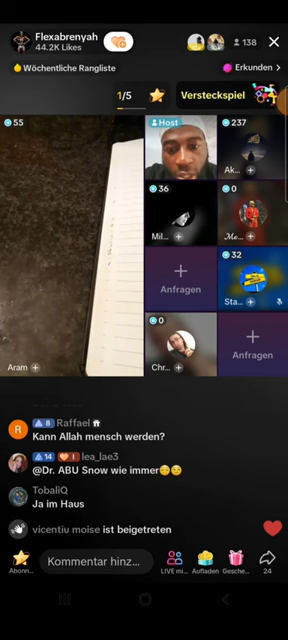 Flexabrenyah
44.2K Likes
138
Wöchentliche Rangliste
Erkunden >
1/5
Versteckspiel
55
Host
237
Ak...
36
0
Mil...
Me...
Anfragen
32
Sta...
0
Chr...
Anfragen
Aram
8 Raffael
Kann Allah mensch werden?
14 I lea_lae3
@Dr. ABU Snow wie immer
TobaliQ
Ja im Haus
vicentiu moise ist beigetreten
Abonn...
Kommentar hinz...
LIVE mi...
Aufladen
Gesche...
24